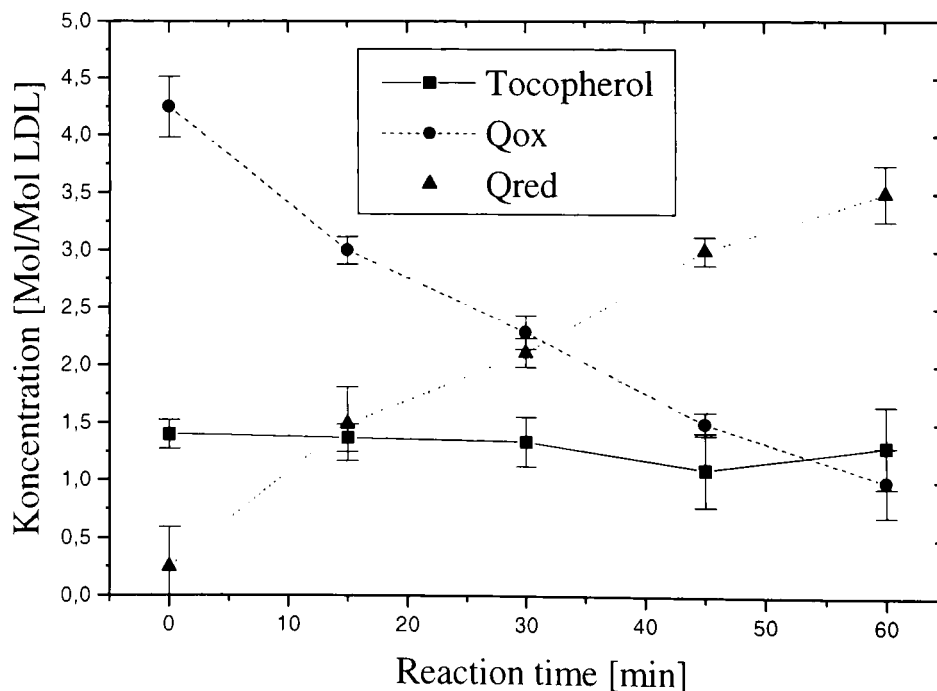 5,0
4,5
4,0
3,5
3,0
2,5
2,0
1,5
1,0
0,5
0,0
Koncentration [Mol/Mol LDL]
Tocopherol
Qox
Qred
0 10 20 30 40 50 60
Reaction time [min]